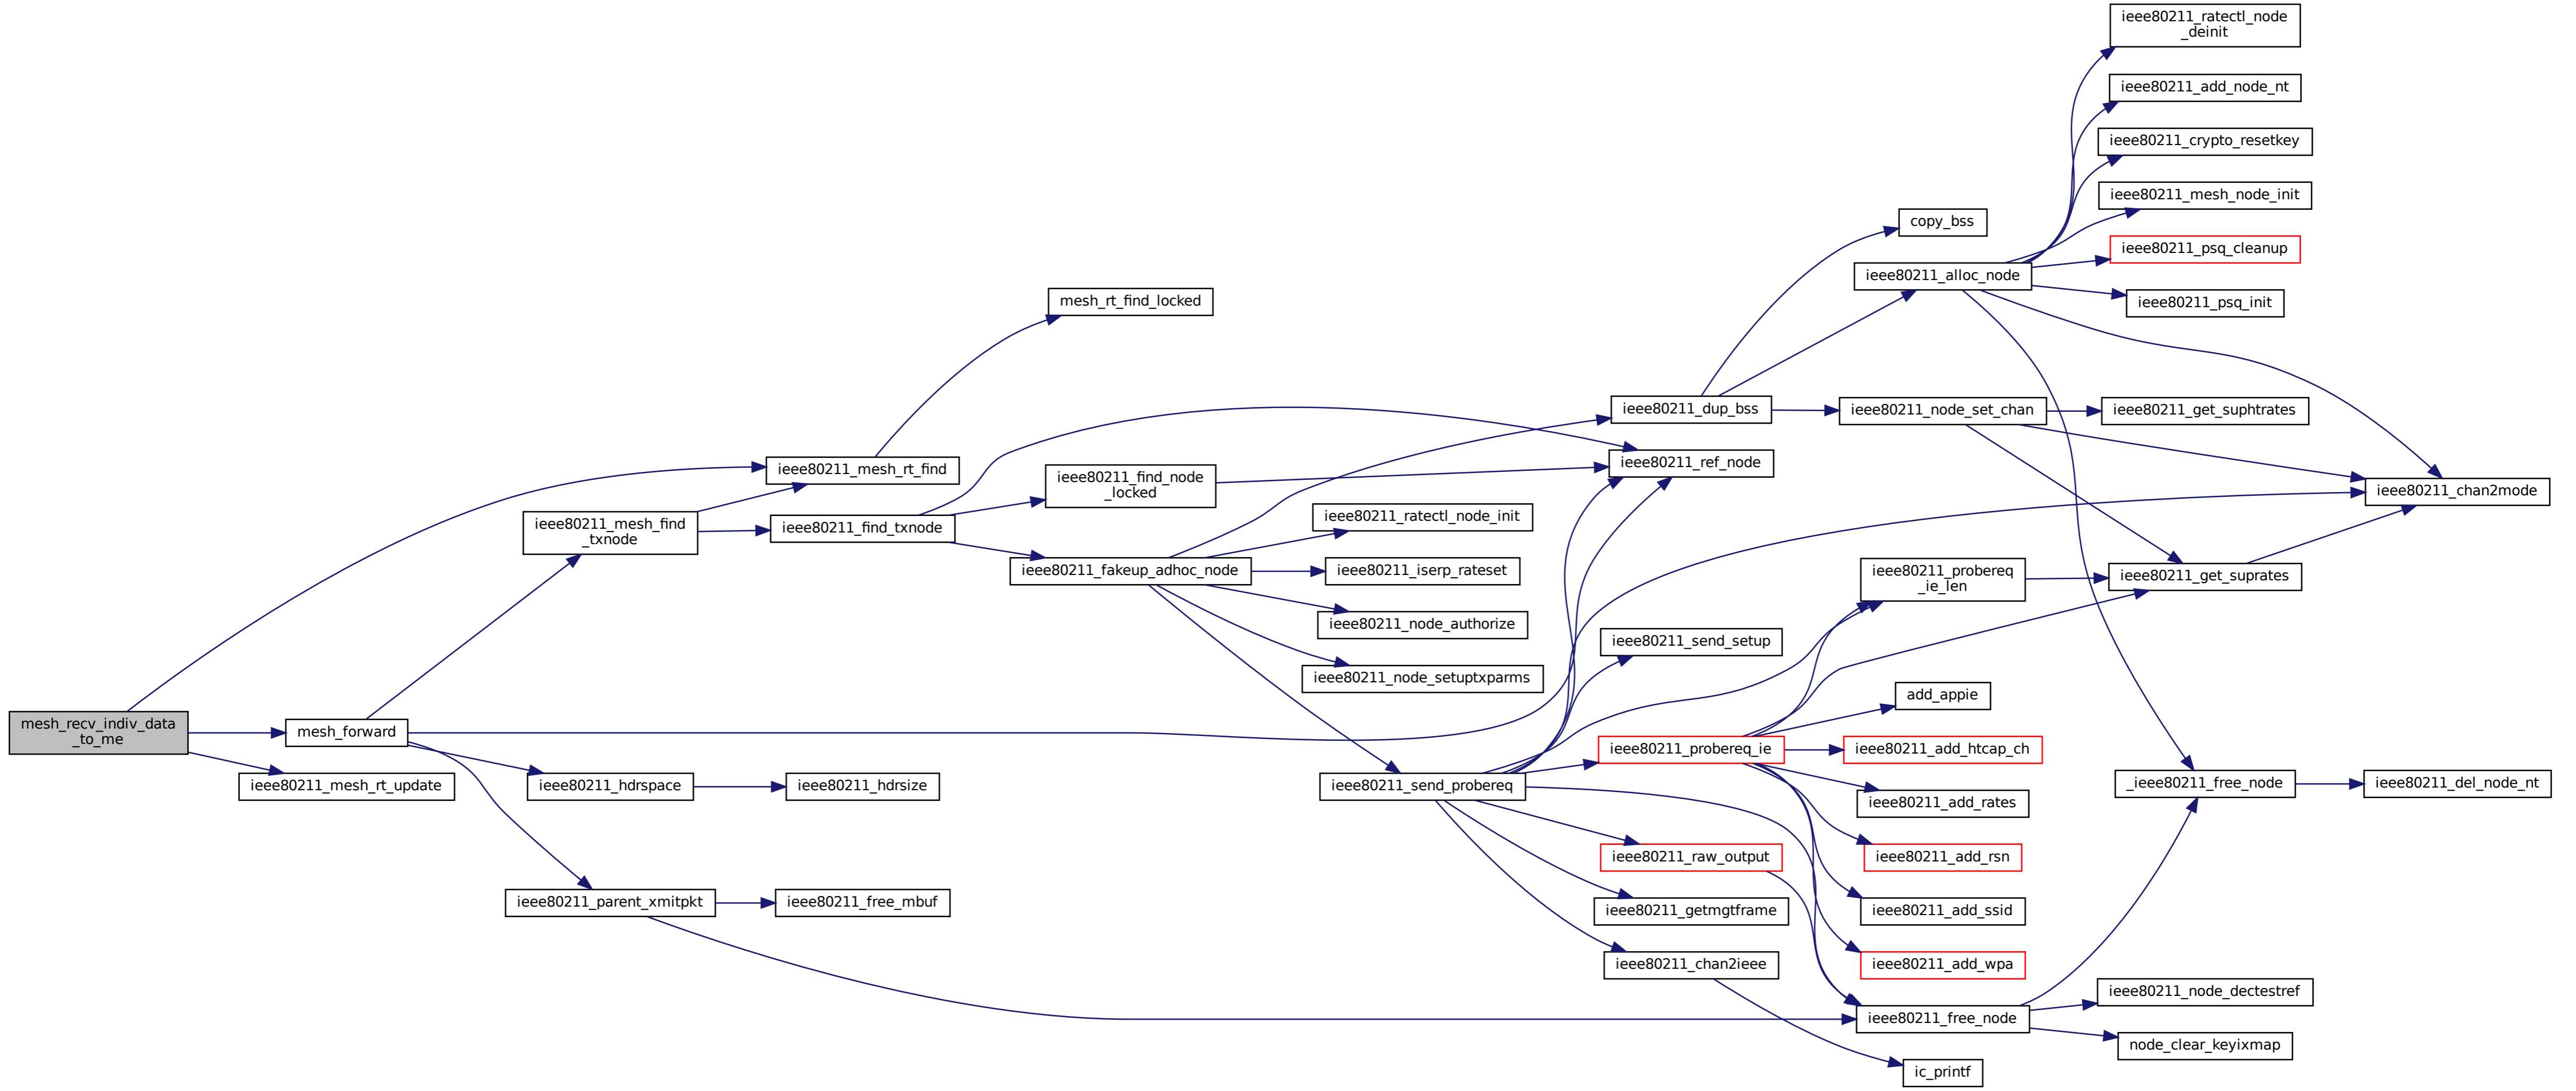 mesh_recv_indiv_data
_to_me
mesh_forward
ieee80211_mesh_rt_update
ieee80211_mesh_find
_txnode
ieee80211_hdrspace
ieee80211_parent_xmitpkt
ieee80211_mesh_rt_find
ieee80211_find_txnode
ieee80211_hdrsize
ieee80211_free_mbuf
mesh_rt_find_locked
ieee80211_find_node
_locked
ieee80211_fakeup_adhoc_node
ieee80211_ratectl_node_init
ieee80211_iserp_rateset
ieee80211_node_authorize
ieee80211_node_setuptxparms
ieee80211_send_probereq
ieee80211_dup_bss
ieee80211_ref_node
ieee80211_send_setup
ieee80211_probereq_ie
ieee80211_raw_output
ieee80211_getmgtframe
ieee80211_chan2ieee
copy_bss
ieee80211_alloc_node
ieee80211_node_set_chan
ieee80211_probereq
_ie_len
add_appie
ieee80211_add_htcap_ch
ieee80211_add_rates
ieee80211_add_rsn
ieee80211_add_ssid
ieee80211_add_wpa
ieee80211_free_node
ic_printf
ieee80211_ratectl_node
_deinit
ieee80211_add_node_nt
ieee80211_crypto_resetkey
ieee80211_mesh_node_init
ieee80211_psq_cleanup
ieee80211_psq_init
ieee80211_get_suphtrates
ieee80211_get_suprates
_ieee80211_free_node
ieee80211_node_dectestref
node_clear_keyixmap
ieee80211_chan2mode
ieee80211_del_node_nt